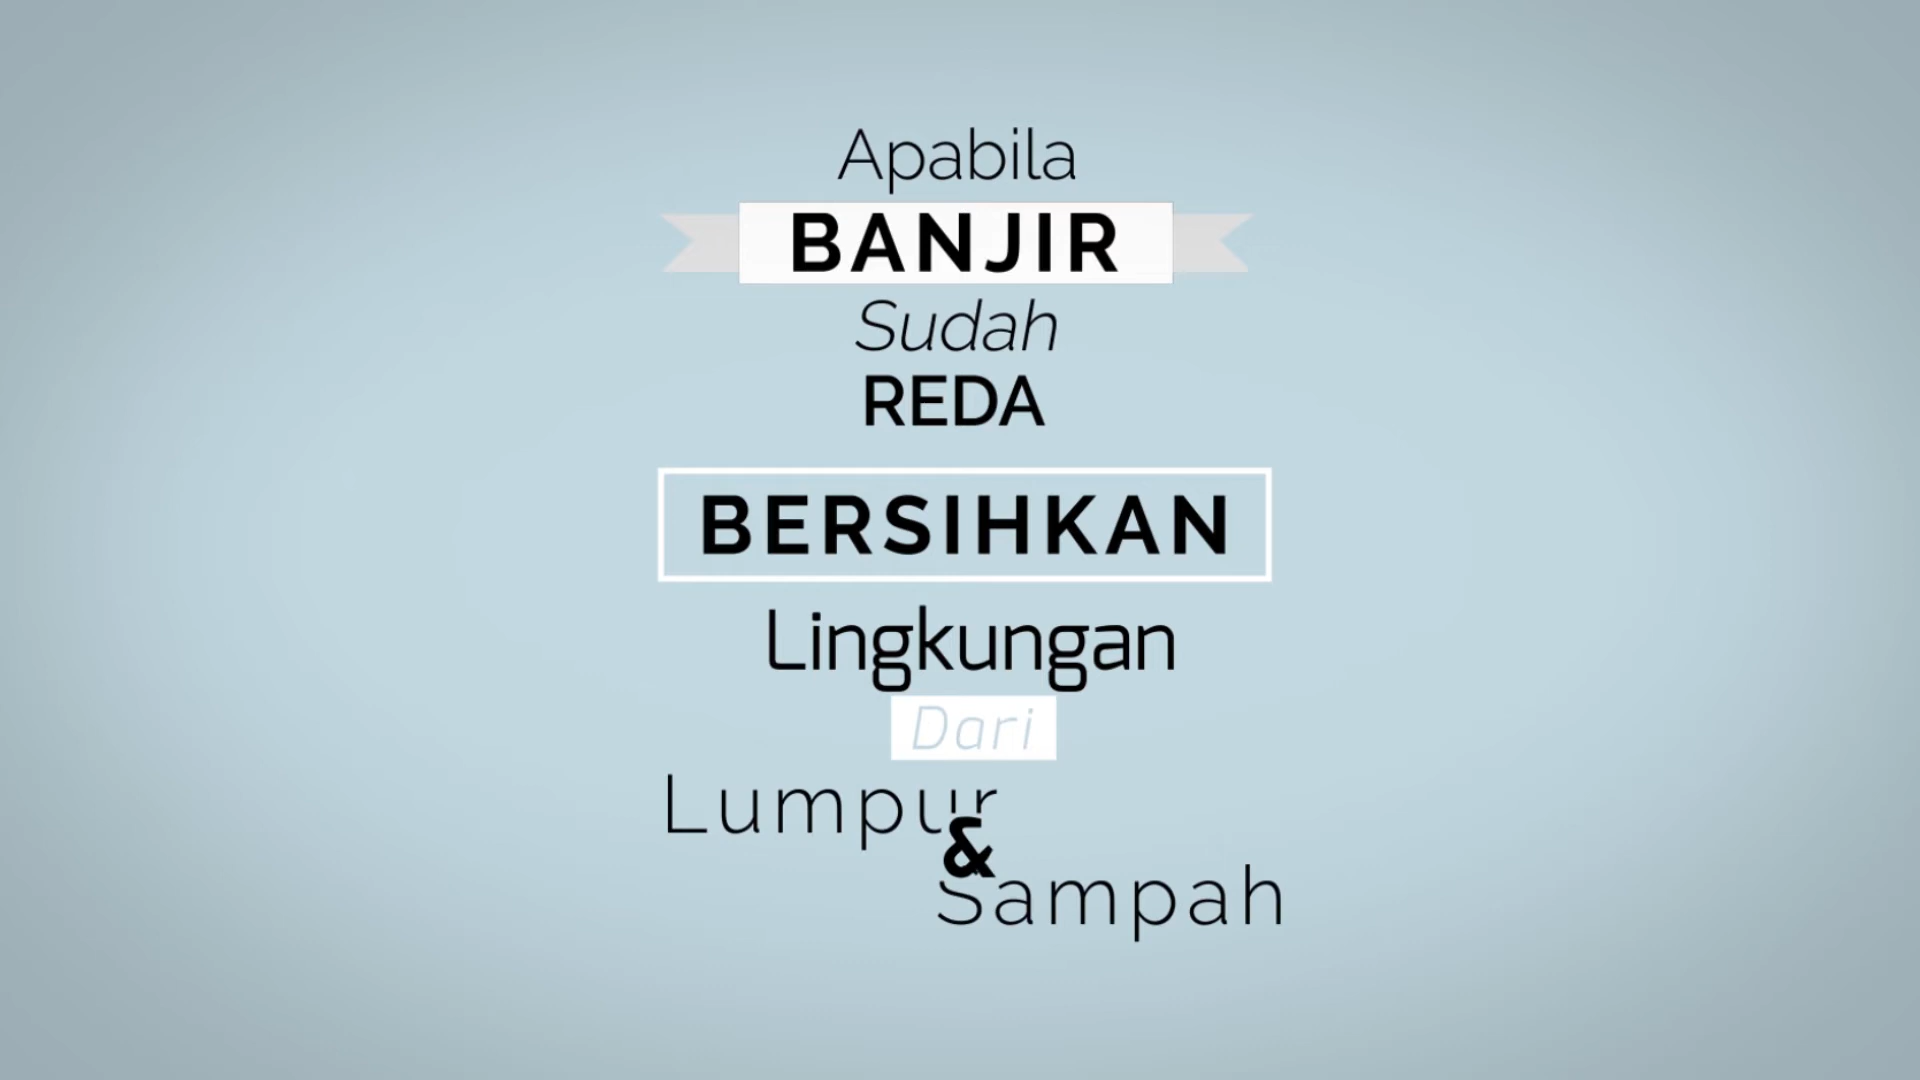 Apabila
BANJIR
Sudah
REDA
BERSIHKAN
Lingkungan
Dari
Lumpur
&
Sampah